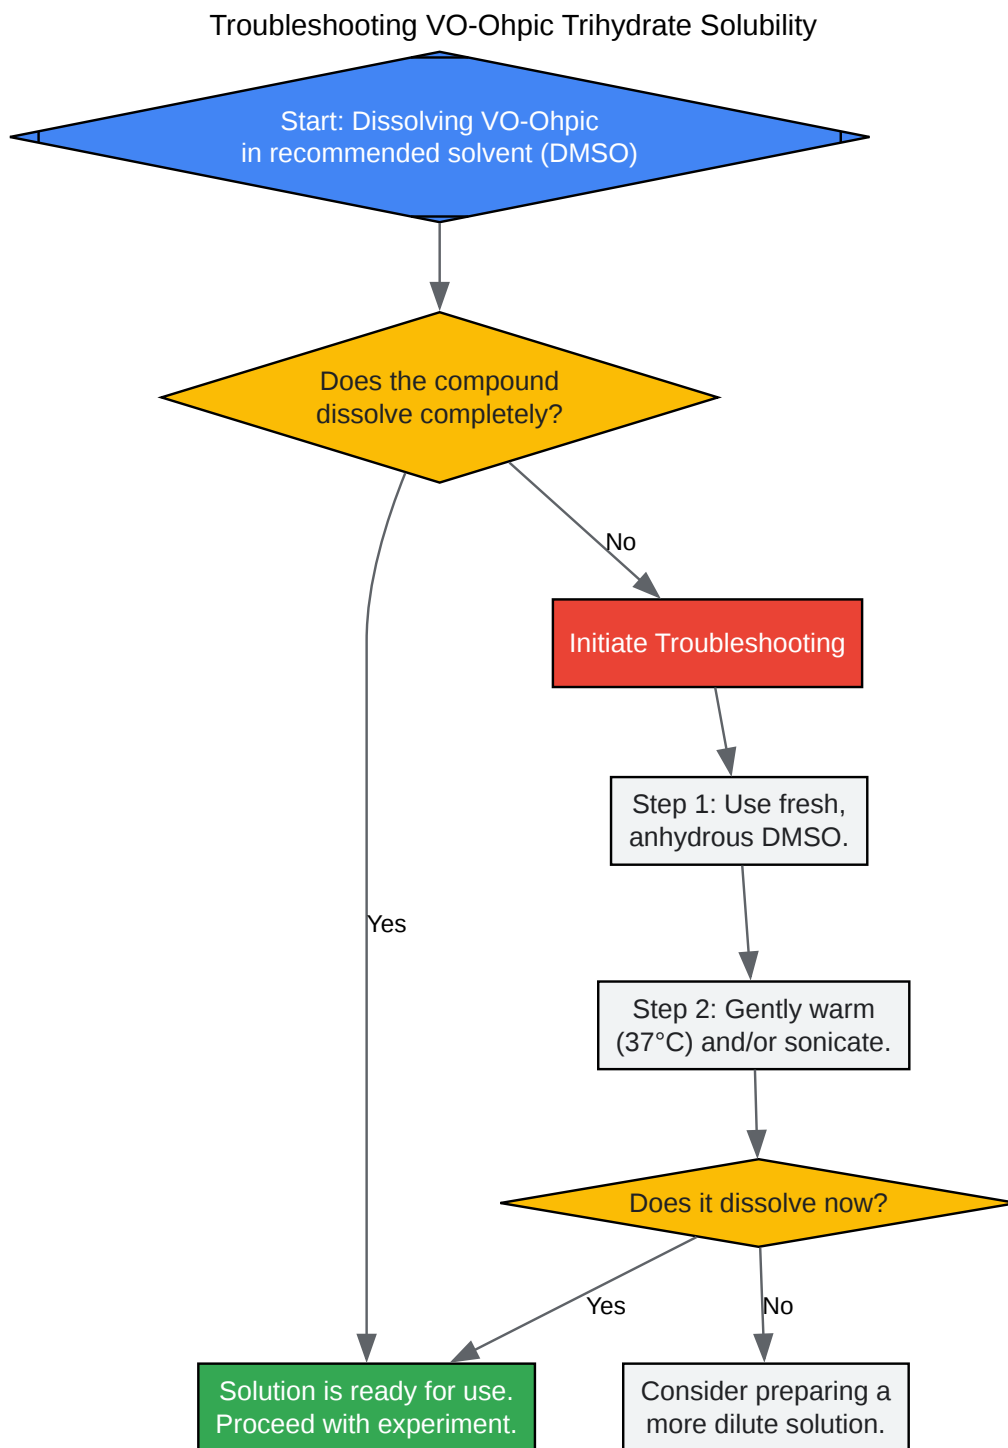 Troubleshooting VO-Ohpic Trihydrate Solubility
Start: Dissolving VO-Ohpic
in recommended solvent (DMSO)
Does the compound
dissolve completely?
No
Initiate Troubleshooting
Step 1: Use fresh,
anhydrous DMSO.
Yes
Step 2: Gently warm
(37°C) and/or sonicate.
Does it dissolve now?
Yes
No
Solution is ready for use.
Proceed with experiment.
Consider preparing a
more dilute solution.